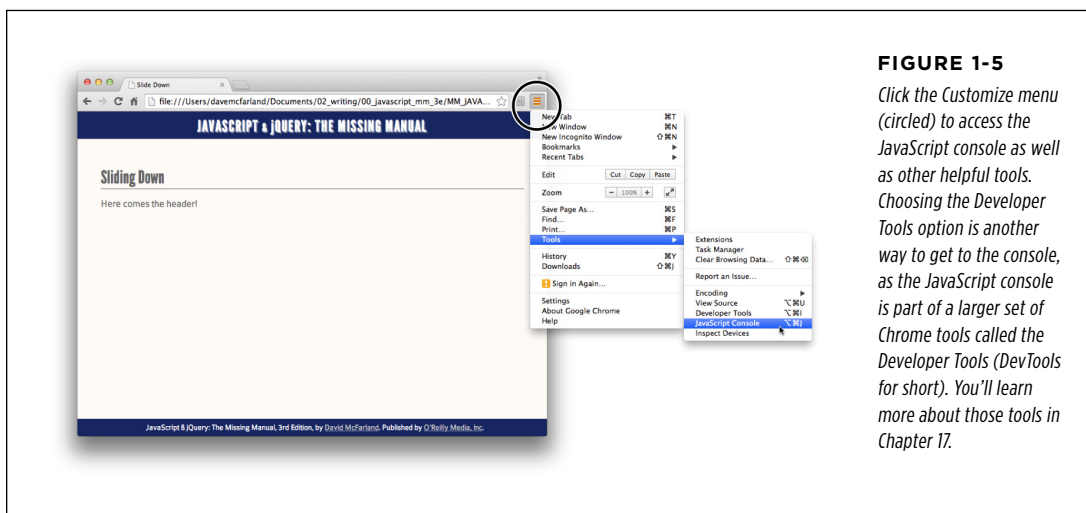 Slide Down
file:///Users/davemcfarland/Documents/02_writing/00_javascript_mm_3e/MM_JAVA...
JAVASCRIPT & JQUERY: THE MISSING MANUAL
Sliding Down
Here comes the header!
JavaScript & jQuery: The Missing Manual, 3rd Edition, by David McFarland. Published by O'Reilly Media, Inc.
New Tab ⌘T
New Window ⌘N
New Incognito Window ⇧⌘N
Bookmarks
Recent Tabs
Edit Cut Copy Paste
Zoom − 100% +
Save Page As... ⌘S
Find... ⌘F
Print... ⌘P
Tools
History ⌘Y
Downloads ⇧⌘J
Sign in Again...
Settings
About Google Chrome
Help
Extensions
Task Manager
Clear Browsing Data... ⇧⌘⌫
Report an Issue...
Encoding
View Source ⌥⌘U
Developer Tools ⌥⌘I
JavaScript Console ⌥⌘J
Inspect Devices
FIGURE 1-5
Click the Customize menu
(circled) to access the
JavaScript console as well
as other helpful tools.
Choosing the Developer
Tools option is another
way to get to the console,
as the JavaScript console
is part of a larger set of
Chrome tools called the
Developer Tools (DevTools
for short). You'll learn
more about those tools in
Chapter 17.